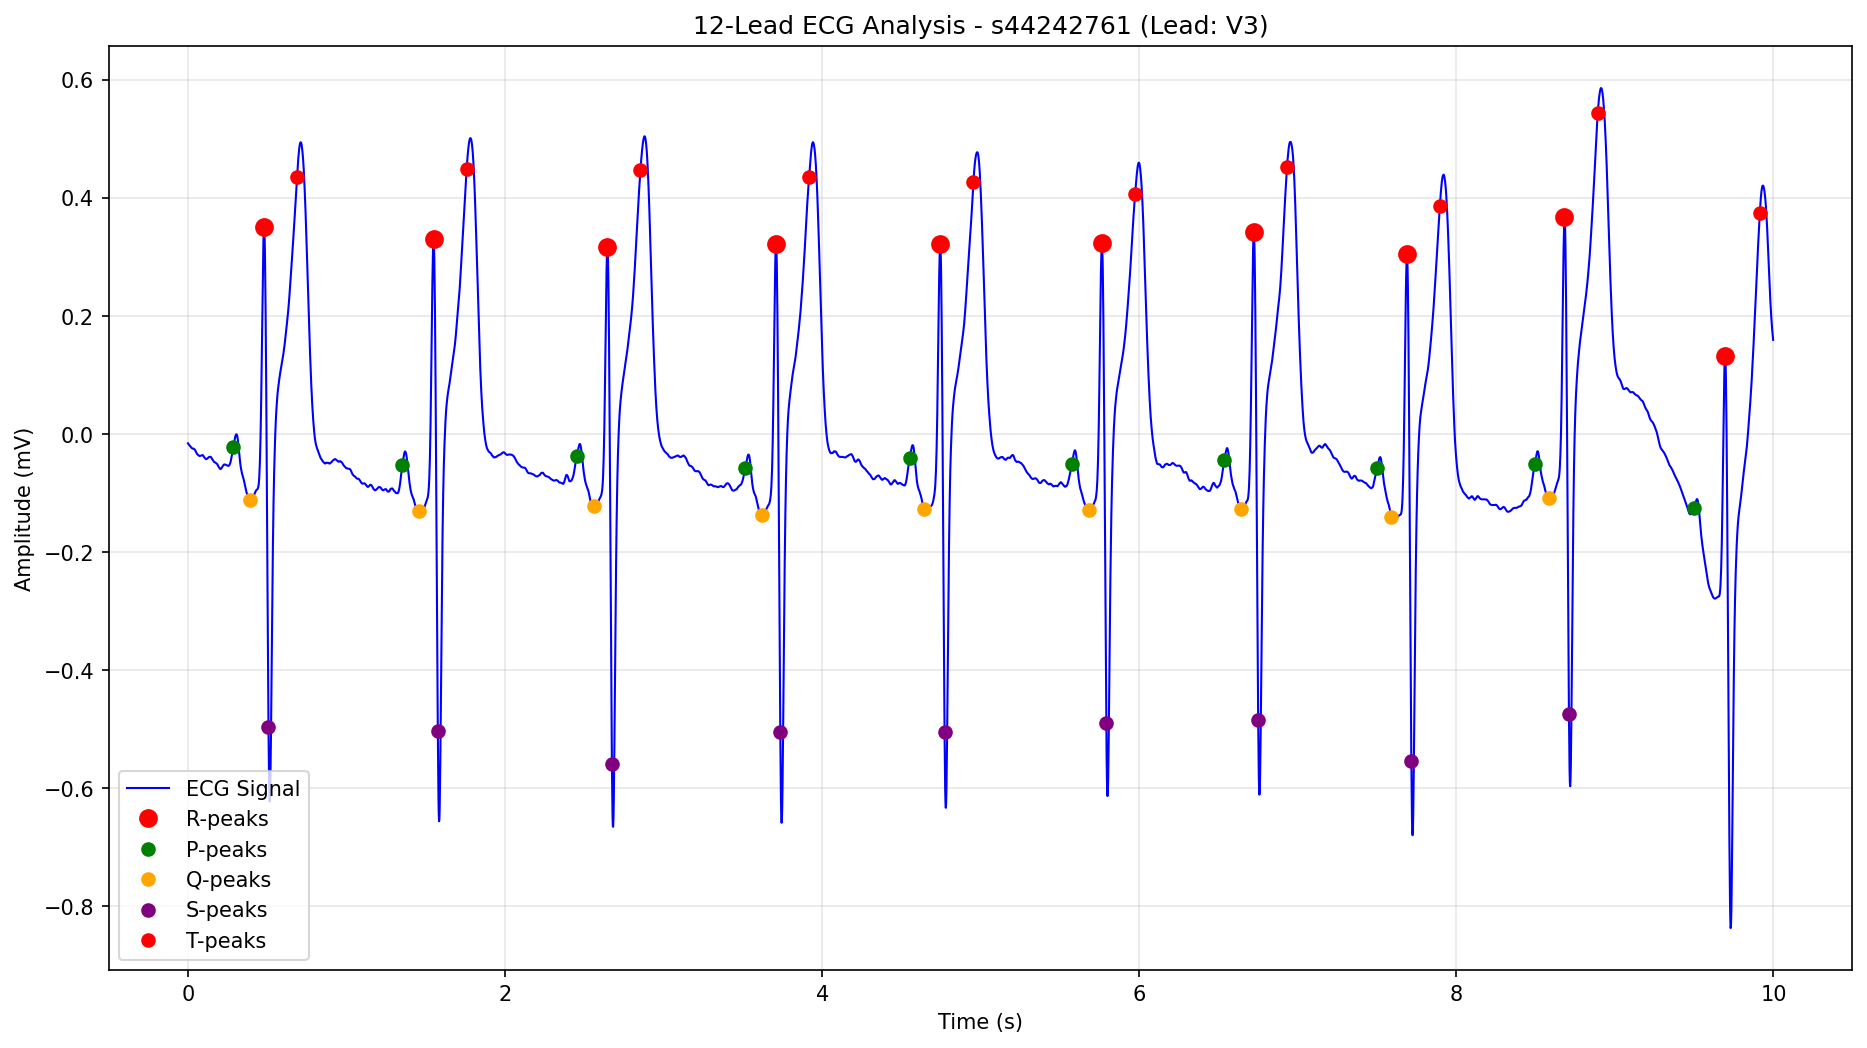 12-Lead ECG Analysis - s44242761 (Lead: V3)
Amplitude (mV)
0.6
0.4
0.2
0.0
−0.2
−0.4
−0.6
−0.8
ECG Signal
R-peaks
P-peaks
Q-peaks
S-peaks
T-peaks
0 2 4 6 8 10
Time (s)